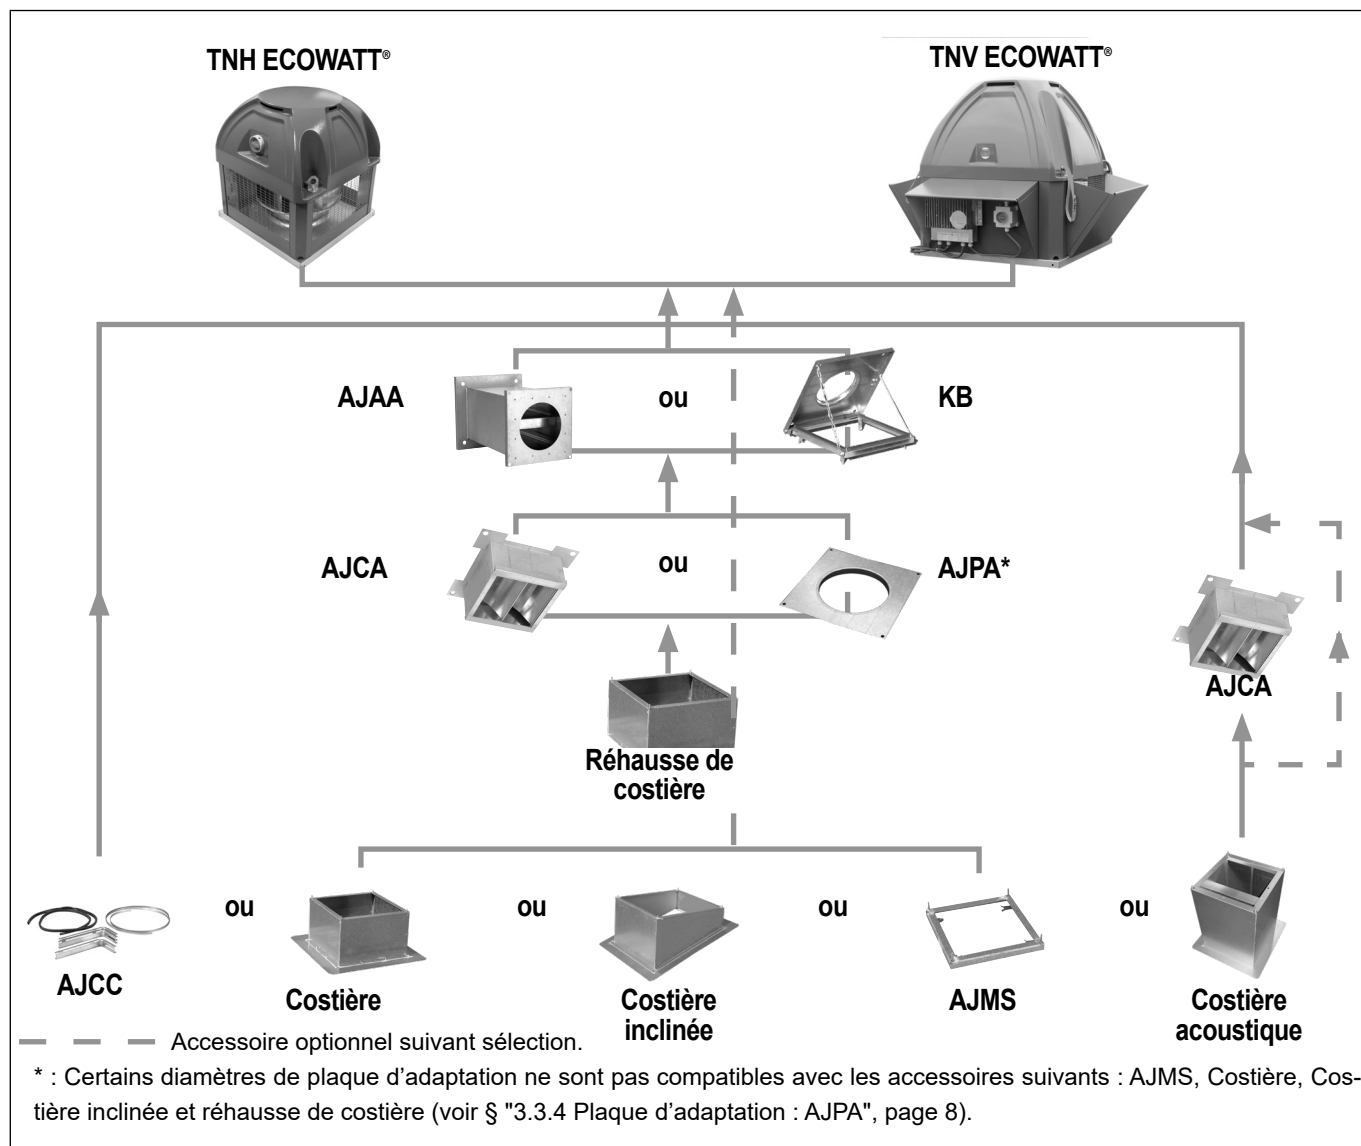 TNH ECOWATT®
TNV ECOWATT®
AJAA
ou
KB
AJCA
ou
AJPA*
AJCA
Réhausse de
costière
ou
ou
ou
ou
AJCC
Costière
Costière
inclinée
AJMS
Costière
acoustique
Accessoire optionnel suivant sélection.
* : Certains diamètres de plaque d’adaptation ne sont pas compatibles avec les accessoires suivants : AJMS, Costière, Cos-
tière inclinée et réhausse de costière (voir § "3.3.4 Plaque d’adaptation : AJPA", page 8).